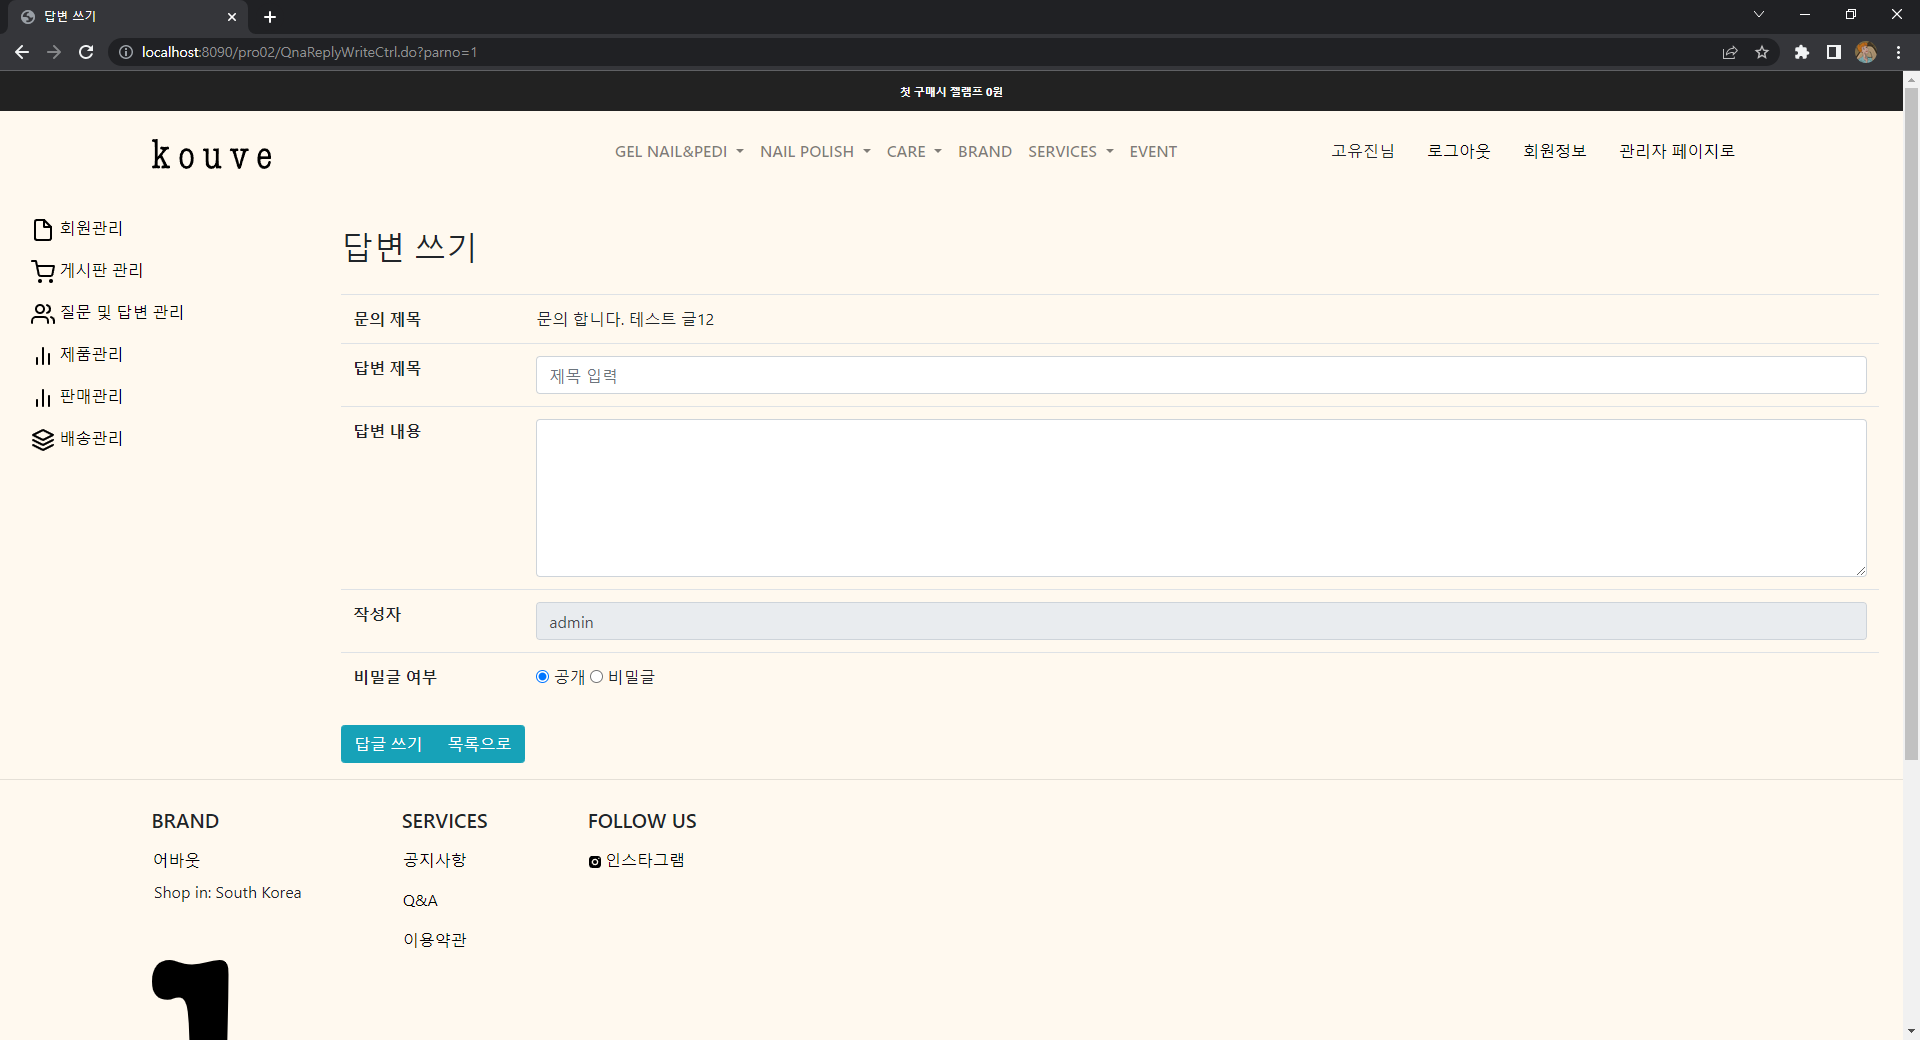 답변 쓰기
localhost:8090/pro02/QnaReplyWriteCtrl.do?parno=1
첫 구매시 젤램프 0원
kouve
GEL NAIL&PEDI NAIL POLISH CARE BRAND SERVICES EVENT
고유진님 로그아웃 회원정보 관리자 페이지로
회원관리
게시판 관리
질문 및 답변 관리
제품관리
판매관리
배송관리
답변 쓰기
문의 제목 문의 합니다. 테스트 글12
답변 제목 제목 입력
답변 내용
작성자 admin
비밀글 여부 공개 비밀글
답글 쓰기 목록으로
BRAND
어바웃
Shop in: South Korea
SERVICES
공지사항
Q&A
이용약관
FOLLOW US
인스타그램